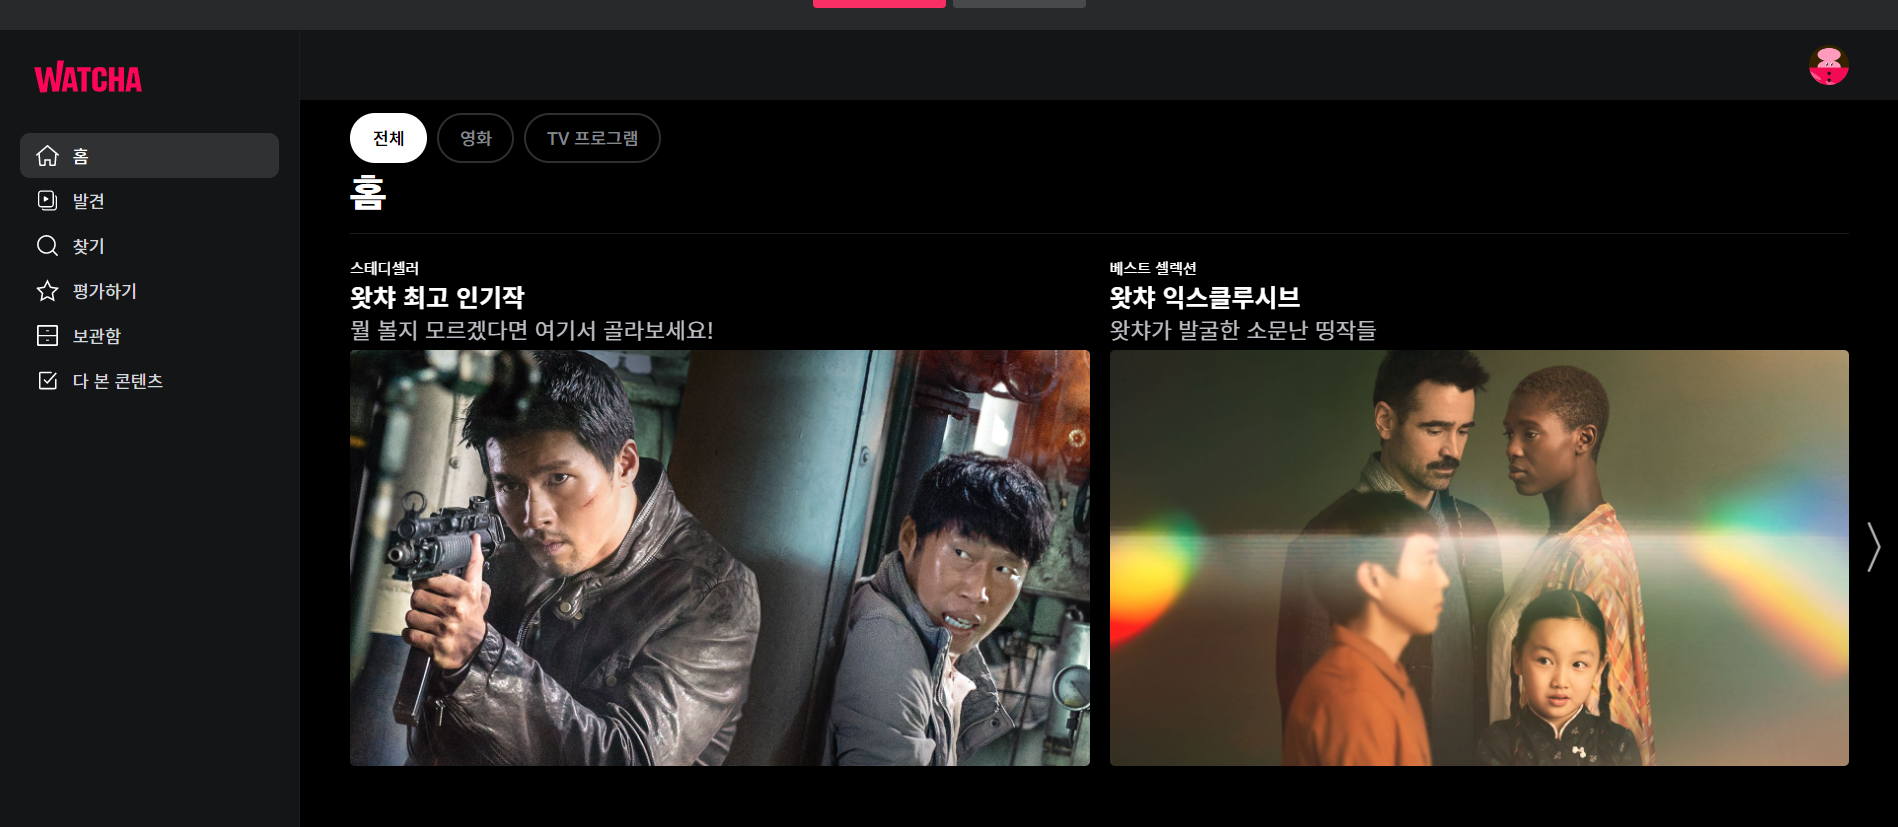 WATCHA
홈
발견
찾기
평가하기
보관함
다 본 콘텐츠
전체
영화
TV 프로그램
홈
스테디셀러
왓챠 최고 인기작
뭘 볼지 모르겠다면 여기서 골라보세요!
베스트 셀렉션
왓챠 익스클루시브
왓챠가 발굴한 소문난 띵작들